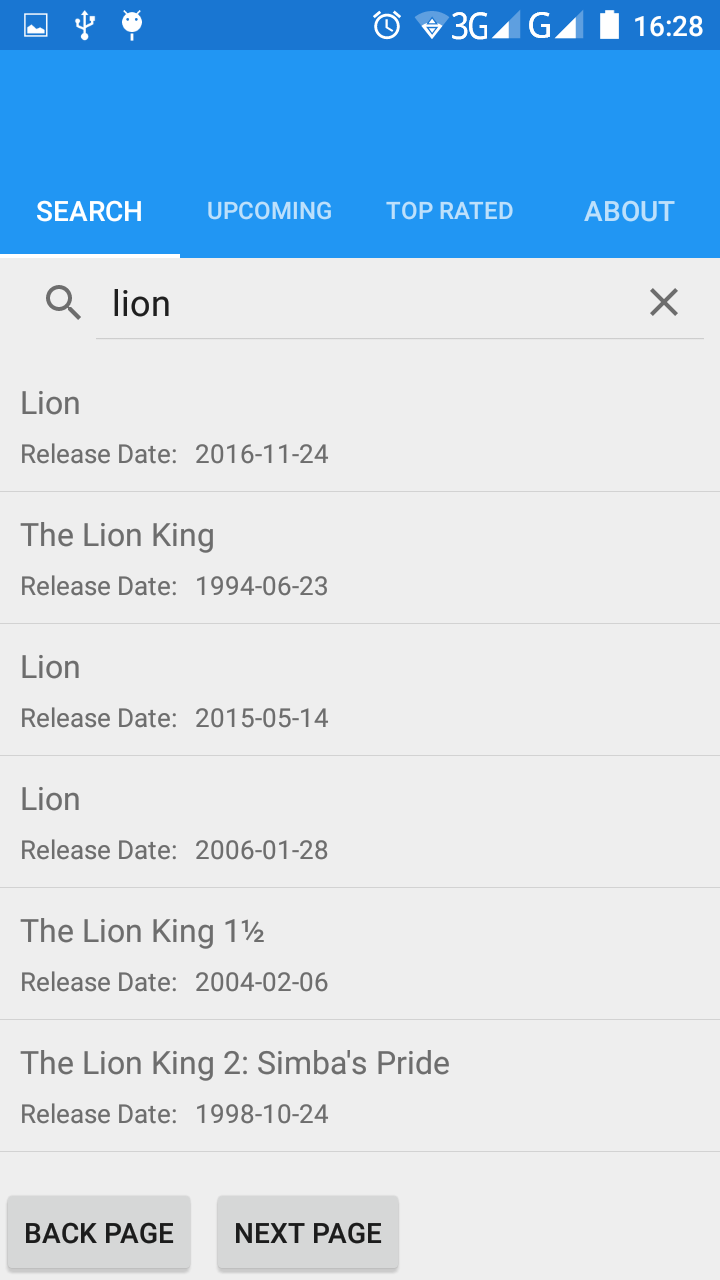 3G G 16:28
SEARCH UPCOMING TOP RATED ABOUT
lion
Lion
Release Date: 2016-11-24
The Lion King
Release Date: 1994-06-23
Lion
Release Date: 2015-05-14
Lion
Release Date: 2006-01-28
The Lion King 1½
Release Date: 2004-02-06
The Lion King 2: Simba's Pride
Release Date: 1998-10-24
BACK PAGE NEXT PAGE